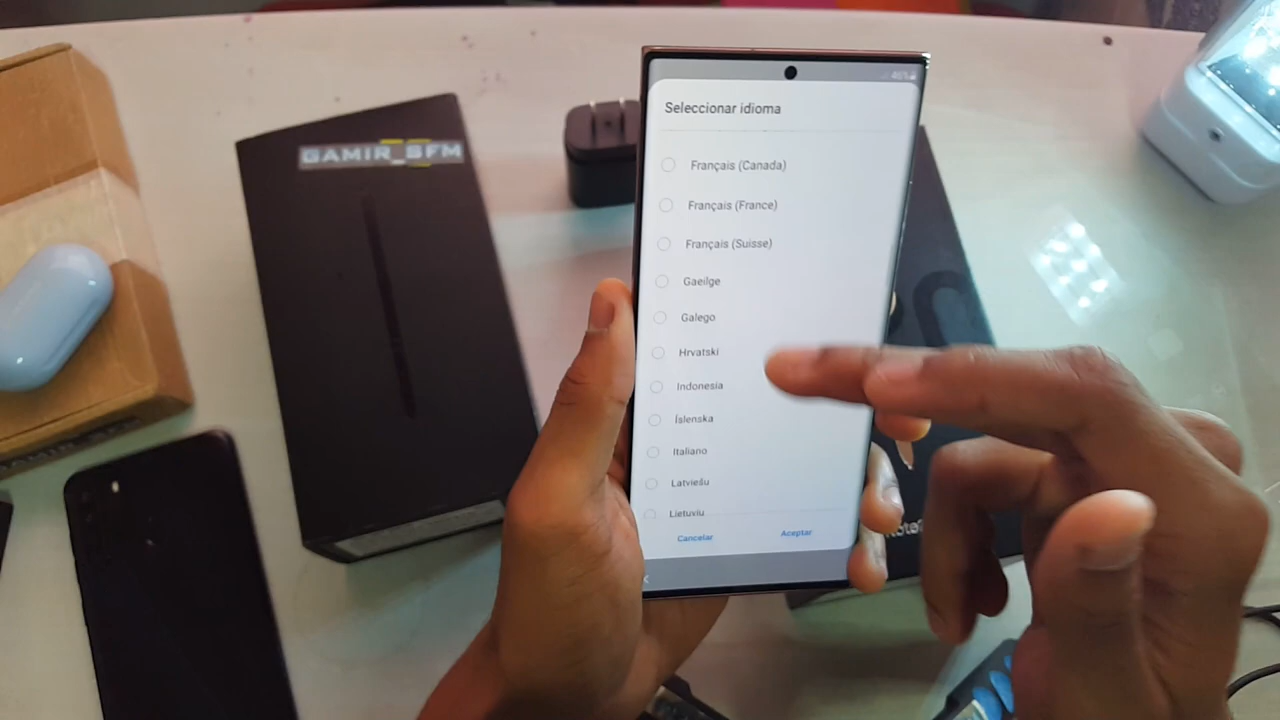 GAMIR_SFM
46%
Seleccionar idioma
Français (Canada)
Français (France)
Français (Suisse)
Gaeilge
Galego
Hrvatski
Indonesia
Íslenska
Italiano
Latviešu
Lietuvių
Cancelar
Aceptar